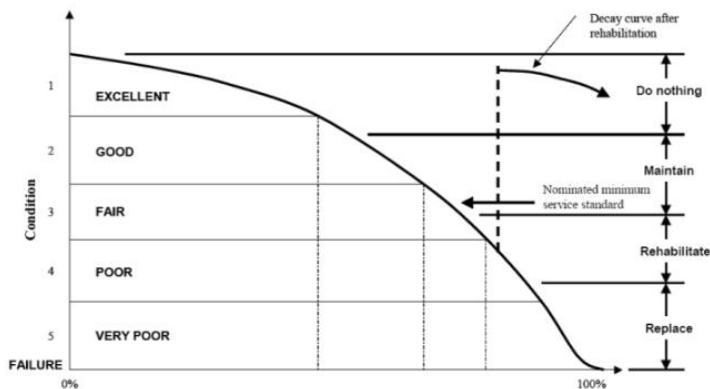 Decay curve after
rehabilitation
1
EXCELLENT
Do nothing
2
GOOD
Maintain
Condition
3
FAIR
Nominated minimum
service standard
Rehabilitate
4
POOR
5
VERY POOR
Replace
FAILURE
0%
100%